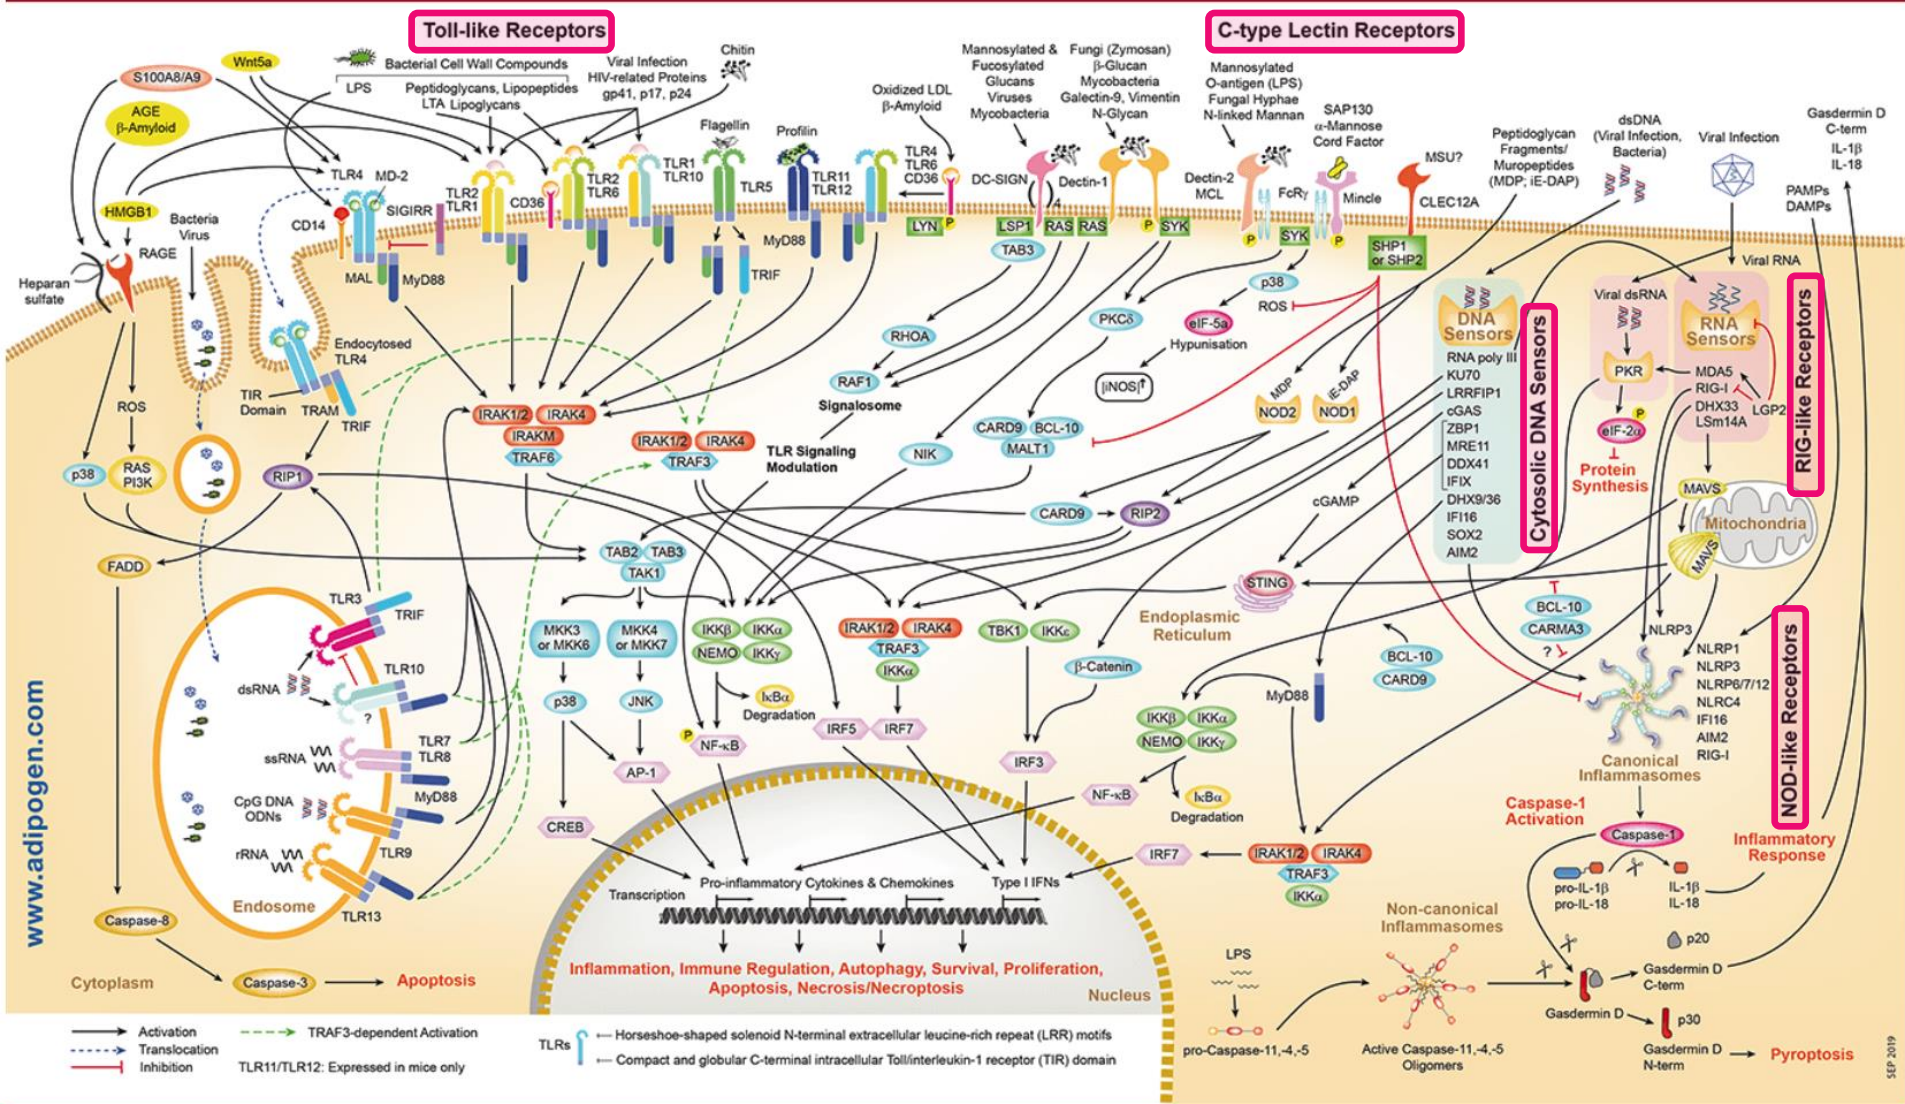 Toll-like Receptors
C-type Lectin Receptors
S100A8/A9
Wnt5a
AGE
β-Amyloid
HMGB1
Heparan
sulfate
RAGE
Bacteria
Virus
LPS
Bacterial Cell Wall Compounds
Peptidoglycans, Lipopeptides
LTA Lipoglycans
Viral Infection
HIV-related Proteins
gp41, p17, p24
Chitin
TLR4
MD-2
CD14
SIGIRR
MAL
MyD88
TLR2
TLR1
CD36
TLR2
TLR6
TLR1
TLR10
Flagellin
TLR5
TRIF
Profilin
TLR11
TLR12
MyD88
Oxidized LDL
β-Amyloid
TLR4
TLR6
CD36
LYN
P
Mannosylated &
Fucosylated
Glucans
Viruses
Mycobacteria
DC-SIGN
4
LSP1
RAS
RAS
TAB3
Fungi (Zymosan)
β-Glucan
Mycobacteria
Galectin-9, Vimentin
N-Glycan
Dectin-1
P
SYK
Mannosylated
O-antigen (LPS)
Fungal Hyphae
N-linked Mannan
Dectin-2
MCL
FcRγ
P
SYK
P
SAP130
α-Mannose
Cord Factor
Mincle
MSU?
CLEC12A
SHP1
or SHP2
Peptidoglycan
Fragments/
Muropeptides
(MDP; iE-DAP)
dsDNA
(Viral Infection,
Bacteria)
Viral Infection
Gasdermin D
C-term
IL-1β
IL-18
PAMPs
DAMPs
Viral RNA
Viral dsRNA
RNA
Sensors
DNA
Sensors
RNA poly III
KU70
LRRFIP1
cGAS
ZBP1
MRE11
DDX41
IFIX
DHX9/36
IFI16
SOX2
AIM2
Cytosolic DNA Sensors
PKR
P
eIF-2α
Protein
Synthesis
MDA5
RIG-I
DHX33
LSm14A
LGP2
RIG-like Receptors
MAVS
Mitochondria
MAVS
Endocytosed
TLR4
TIR
Domain
TRAM
TRIF
ROS
p38
RAS
PI3K
RIP1
FADD
IRAK1/2
IRAK4
IRAKM
TRAF6
IRAK1/2
IRAK4
TRAF3
RHOA
RAF1
Signalosome
TLR Signaling
Modulation
NIK
PKCδ
p38
ROS
eIF-5a
Hypunisation
|iNOS|↑
CARD9
BCL-10
MALT1
MDP
iE-DAP
NOD2
NOD1
CARD9
RIP2
cGAMP
STING
Endoplasmic
Reticulum
TAB2
TAB3
TAK1
MKK3
or MKK6
MKK4
or MKK7
p38
JNK
AP-1
CREB
IKKβ
IKKα
NEMO
IKKγ
IκBα
Degradation
P
NF-κB
IRAK1/2
IRAK4
TRAF3
IKKα
IRF5
IRF7
TBK1
IKKε
β-Catenin
IRF3
IKKβ
IKKα
NEMO
IKKγ
NF-κB
IκBα
Degradation
MyD88
BCL-10
CARD9
BCL-10
CARMA3
?
IRF7
IRAK1/2
IRAK4
TRAF3
IKKα
NLRP3
NLRP1
NLRP3
NLRP6/7/12
NLRC4
IFI16
AIM2
RIG-I
Canonical
Inflammasomes
NOD-like Receptors
Caspase-1
Activation
Caspase-1
pro-IL-1β
pro-IL-18
IL-1β
IL-18
Inflammatory
Response
TLR3
TRIF
dsRNA
TLR10
?
ssRNA
TLR7
TLR8
MyD88
CpG DNA
ODNs
TLR9
rRNA
TLR13
Endosome
Caspase-8
Caspase-3
Apoptosis
Cytoplasm
Transcription
Pro-inflammatory Cytokines & Chemokines
Type I IFNs
Inflammation, Immune Regulation, Autophagy, Survival, Proliferation,
Apoptosis, Necrosis/Necroptosis
Nucleus
Non-canonical
Inflammasomes
LPS
pro-Caspase-11,-4,-5
Active Caspase-11,-4,-5
Oligomers
Gasdermin D
p20
Gasdermin D
C-term
p30
Gasdermin D
N-term
Pyroptosis
www.adipogen.com
Activation
Translocation
Inhibition
TRAF3-dependent Activation
TLR11/TLR12: Expressed in mice only
TLRs
Horseshoe-shaped solenoid N-terminal extracellular leucine-rich repeat (LRR) motifs
Compact and globular C-terminal intracellular Toll/interleukin-1 receptor (TIR) domain
SEP 2019